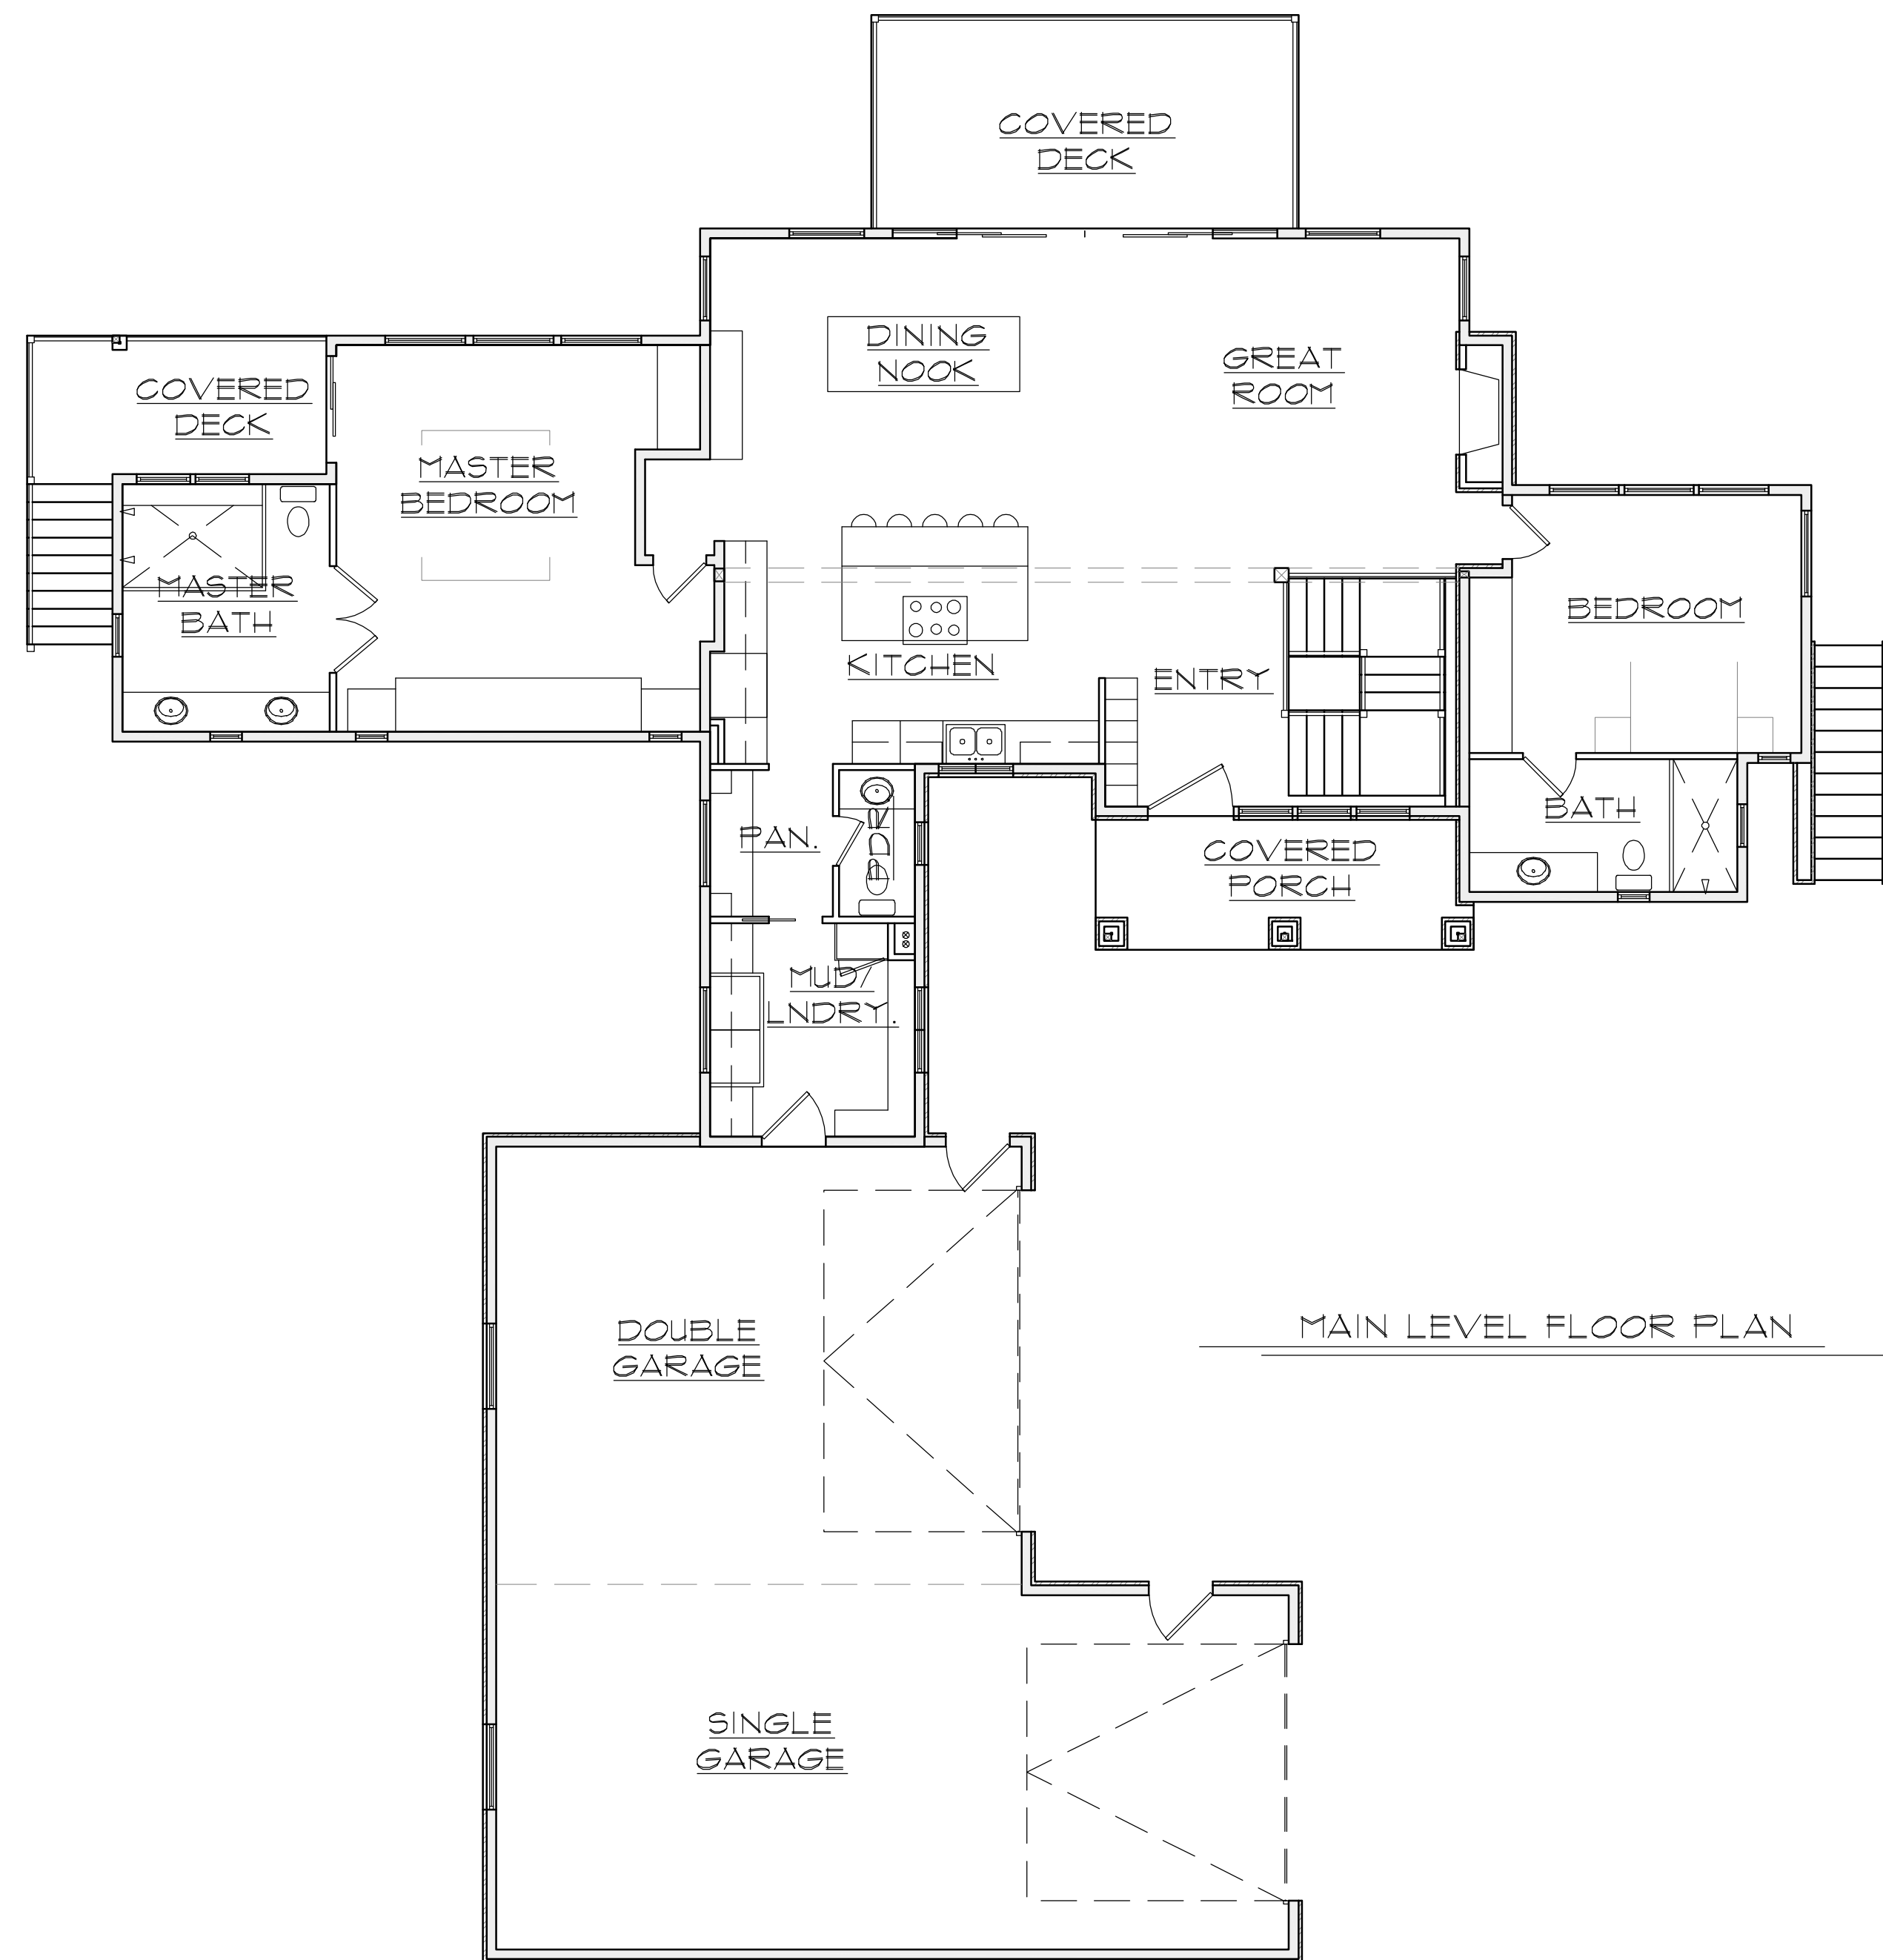 COVERED
DECK
DINING
NOOK
GREAT
ROOM
COVERED
DECK
MASTER
BEDROOM
MASTER
BATH
BEDROOM
KITCHEN
ENTRY
BATH
PAN.
PDR
COVERED
PORCH
MUD/
LNDRY.
DOUBLE
GARAGE
MAIN LEVEL FLOOR PLAN
SINGLE
GARAGE